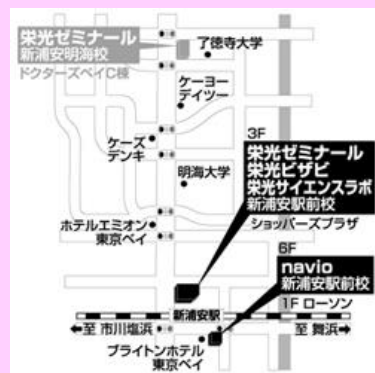 栄光ゼミナール
新浦安明海校
ドクターズベイC棟
了徳寺大学
ケーヨー
デイツー
ケーズ
デンキ
3F
栄光ゼミナール
栄光ビザビ
栄光サイエンスラボ
新浦安駅前校
ショッパーズプラザ
明海大学
ホテルエミオン
東京ベイ
6F
navio
新浦安駅前校
1F ローソン
新浦安駅
至 市川塩浜
至 舞浜
ブライトンホテル
東京ベイ